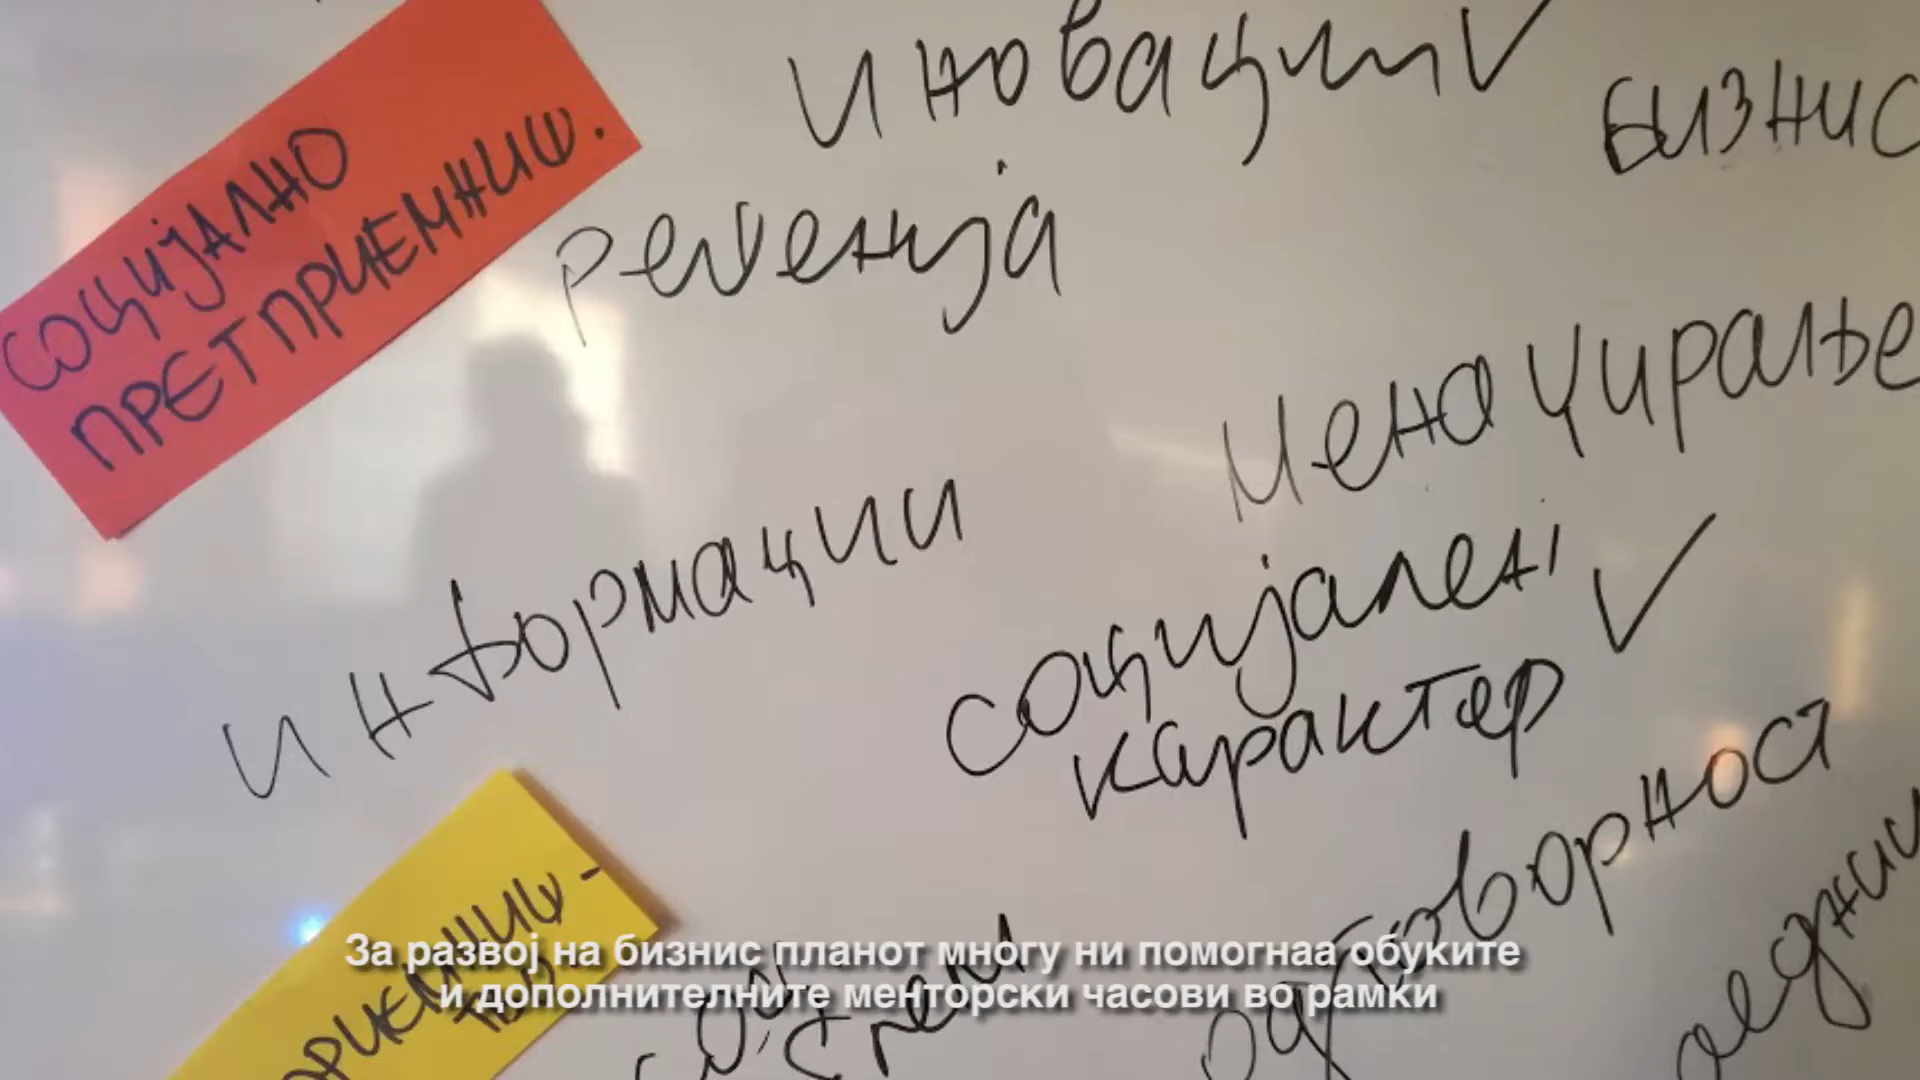 СОЦИЈАЛНО
ПРЕТПРИЕМНИШ.
иновации
БИЗНИС
решенија
менаџирање
информации
социјален
карактер
одговорност
За развој на бизнис планот многу ни помогнаа обуките
и дополнителните менторски часови во рамки